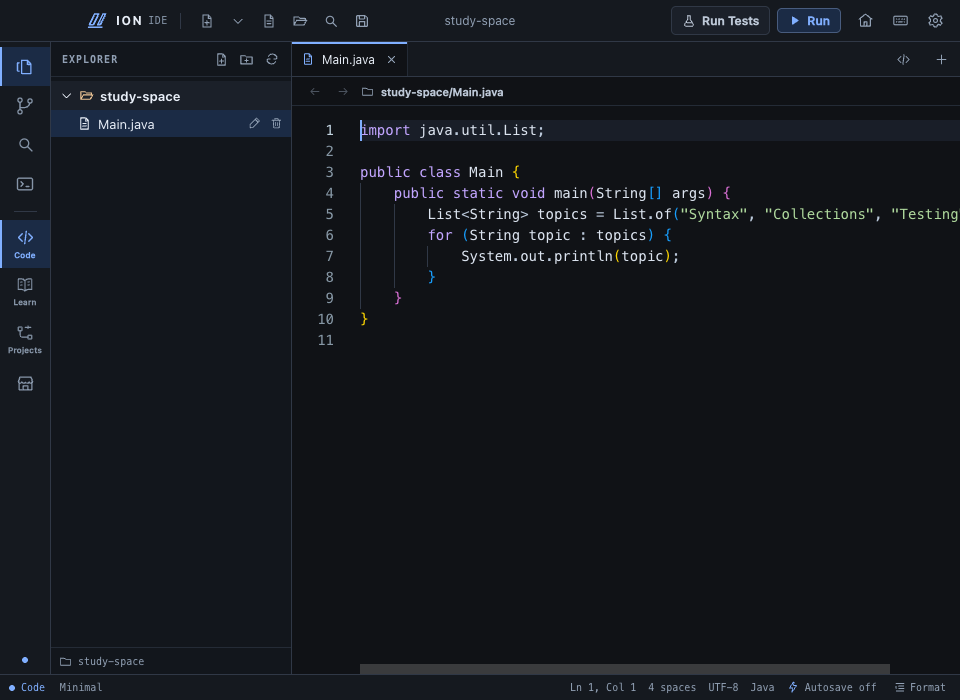 ION IDE
study-space
Run Tests
Run
EXPLORER
Main.java
study-space
study-space/Main.java
Main.java
Code
Learn
Projects
1 import java.util.List;
2
3 public class Main {
4 public static void main(String[] args) {
5 List<String> topics = List.of("Syntax", "Collections", "Testing"
6 for (String topic : topics) {
7 System.out.println(topic);
8 }
9 }
10 }
11
study-space
Code
Minimal
Ln 1, Col 1
4 spaces
UTF-8
Java
Autosave off
Format